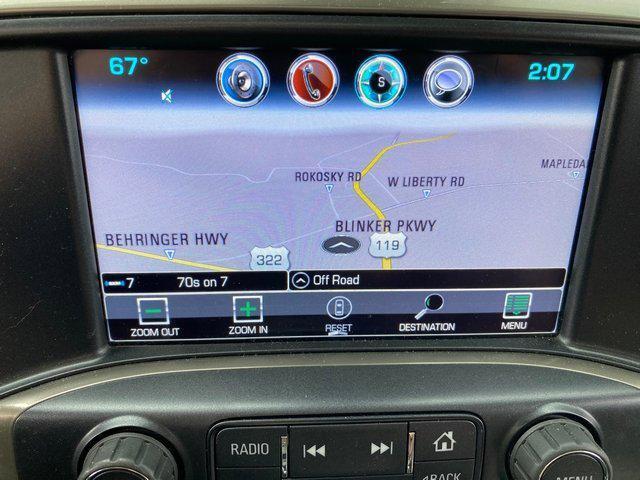 67°
S
2:07
ROKOSKY RD
W LIBERTY RD
MAPLEDA
BLINKER PKWY
BEHRINGER HWY
322
119
7 70s on 7
Off Road
ZOOM OUT
ZOOM IN
RESET
DESTINATION
MENU
RADIO
BACK
MENU